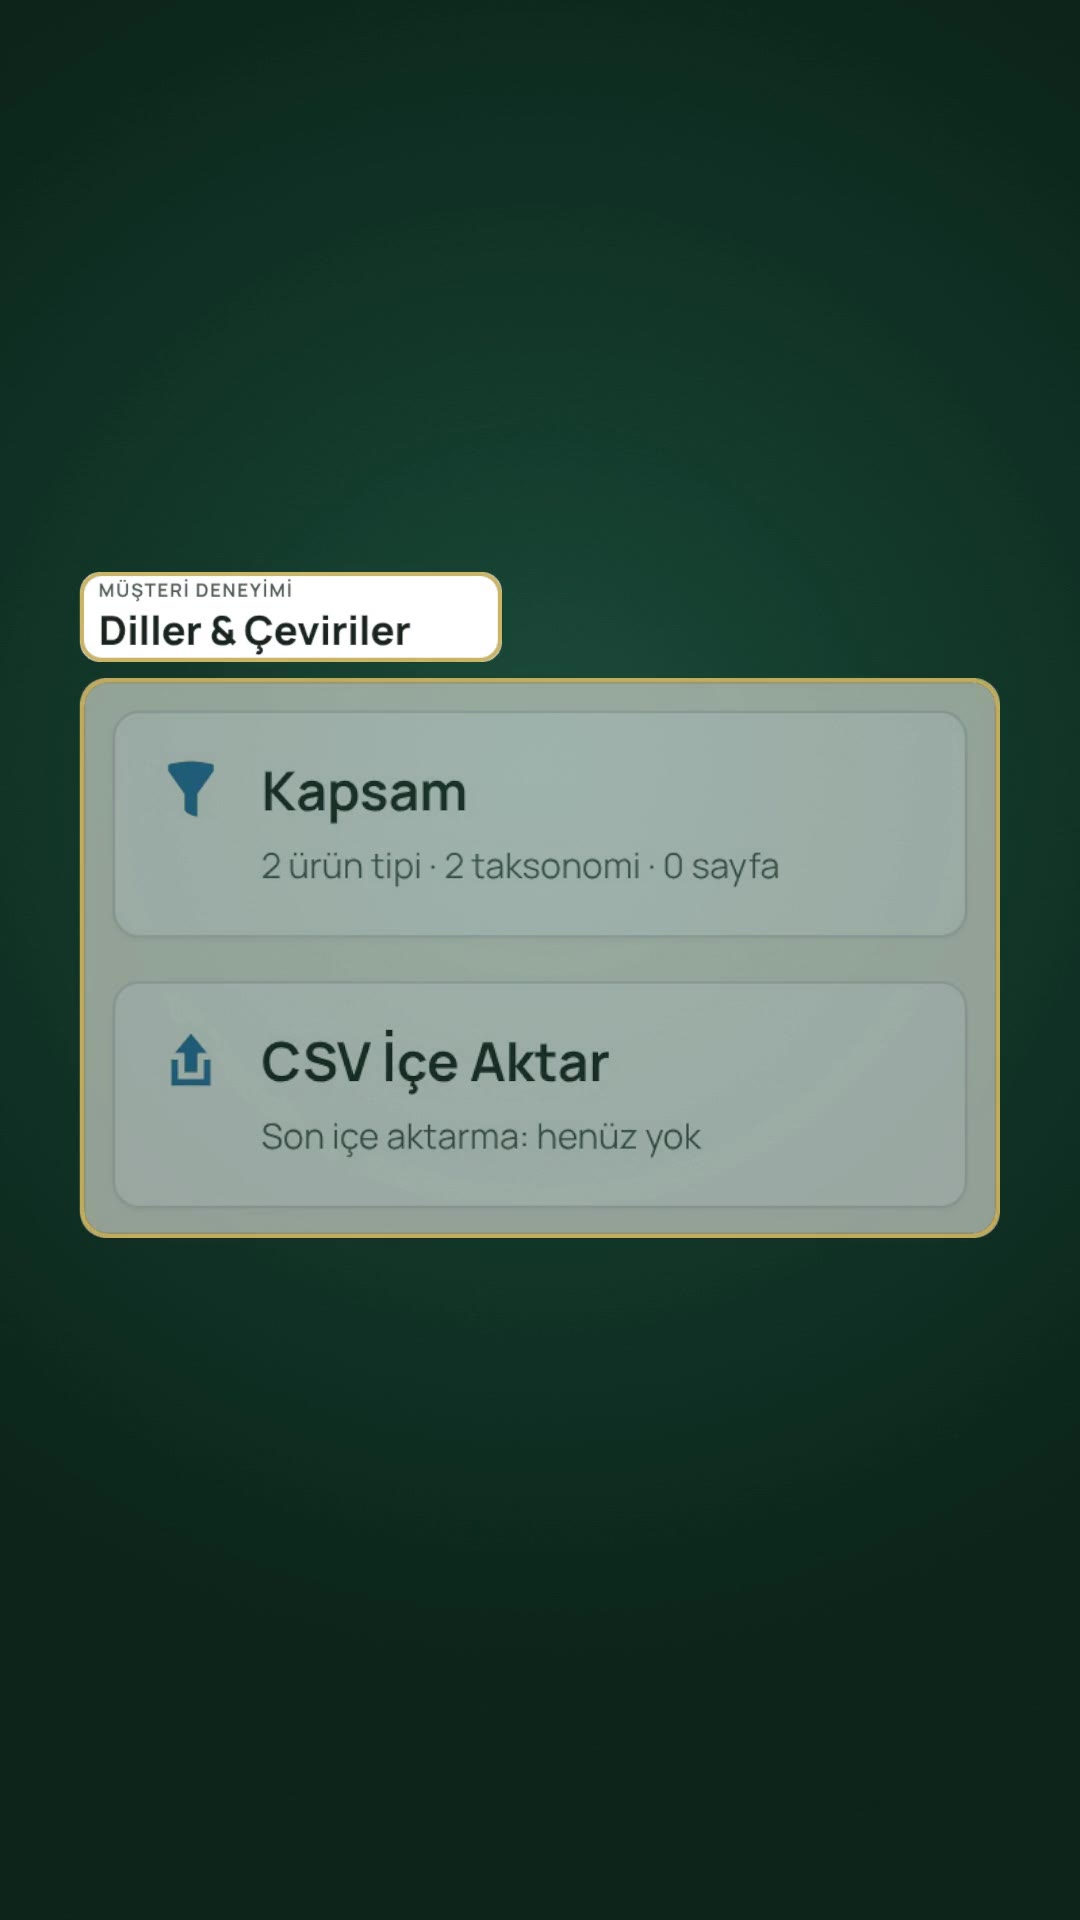 MÜŞTERİ DENEYİMİ
Diller & Çeviriler
Kapsam
2 ürün tipi · 2 taksonomi · 0 sayfa
CSV İçe Aktar
Son içe aktarma: henüz yok